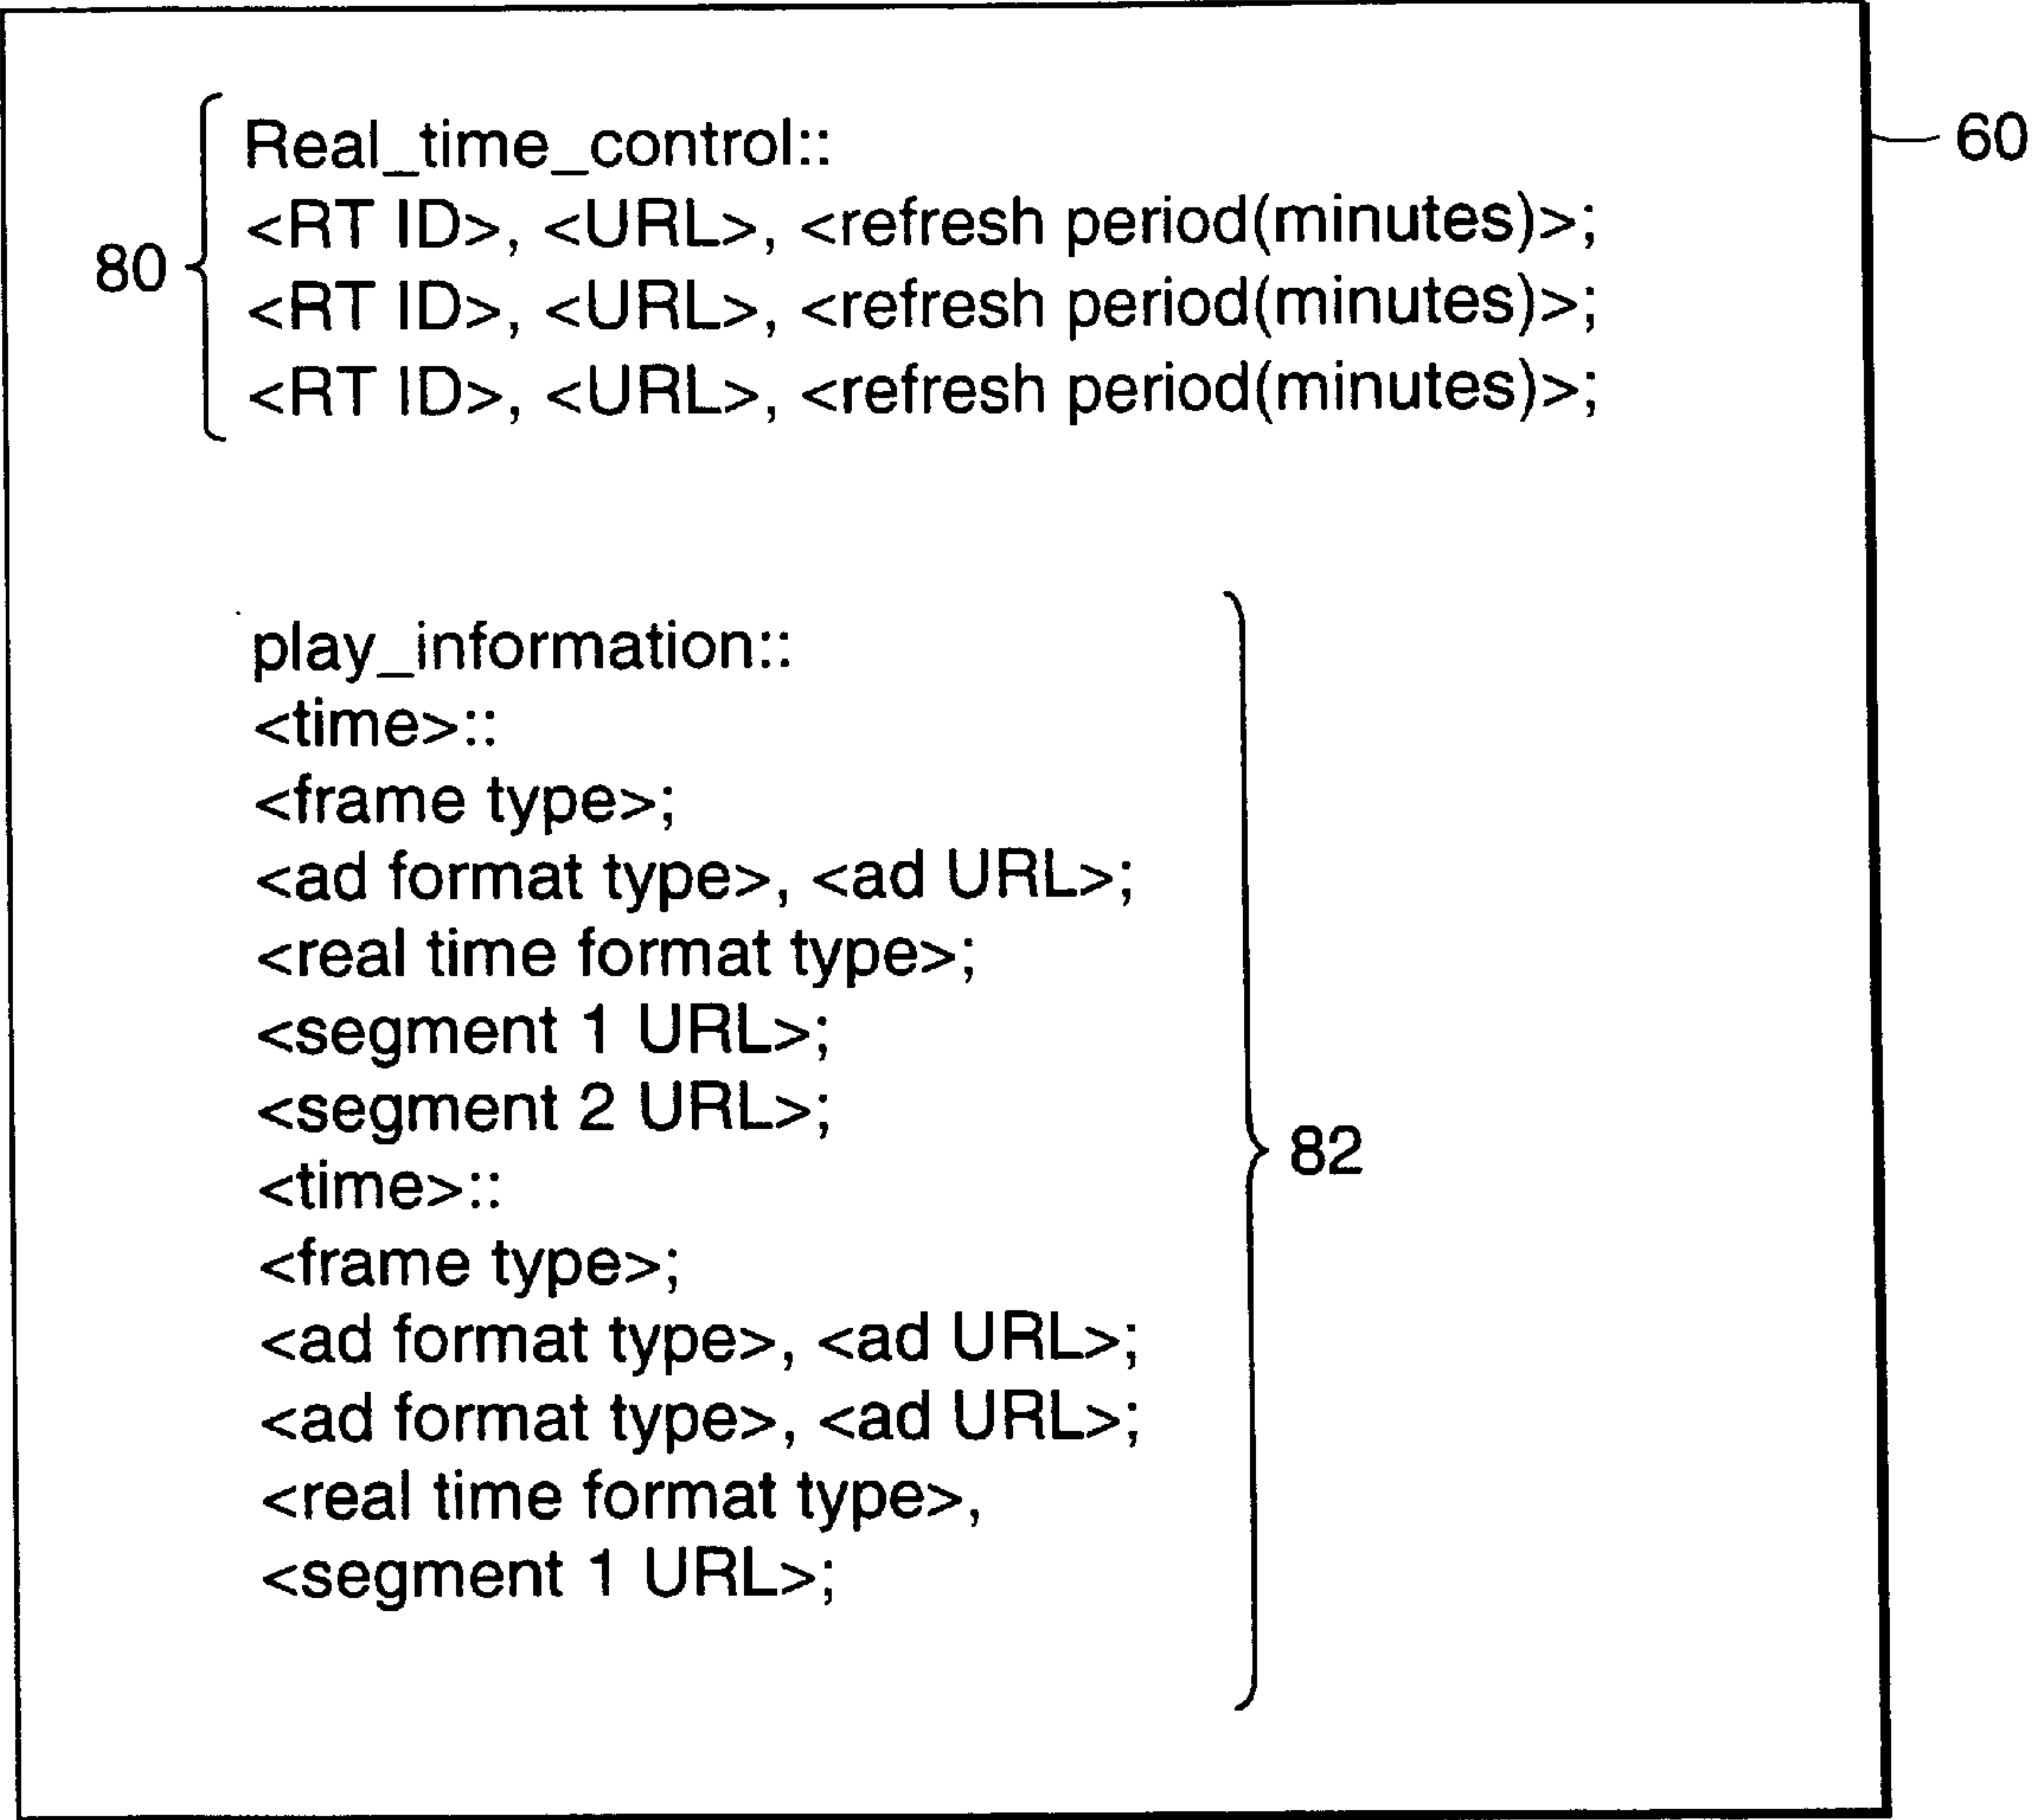 Real_time_control::
60
<RT ID>, <URL>, <refresh period(minutes)>;
80
<RT ID>, <URL>, <refresh period(minutes)>;
<RT ID>, <URL>, <refresh period(minutes)>;
play_information::
<time>::
<frame type>;
<ad format type>, <ad URL>;
<real time format type>;
<segment 1 URL>;
<segment 2 URL>;
82
<time>::
<frame type>;
<ad format type>, <ad URL>;
<ad format type>, <ad URL>;
<real time format type>,
<segment 1 URL>;